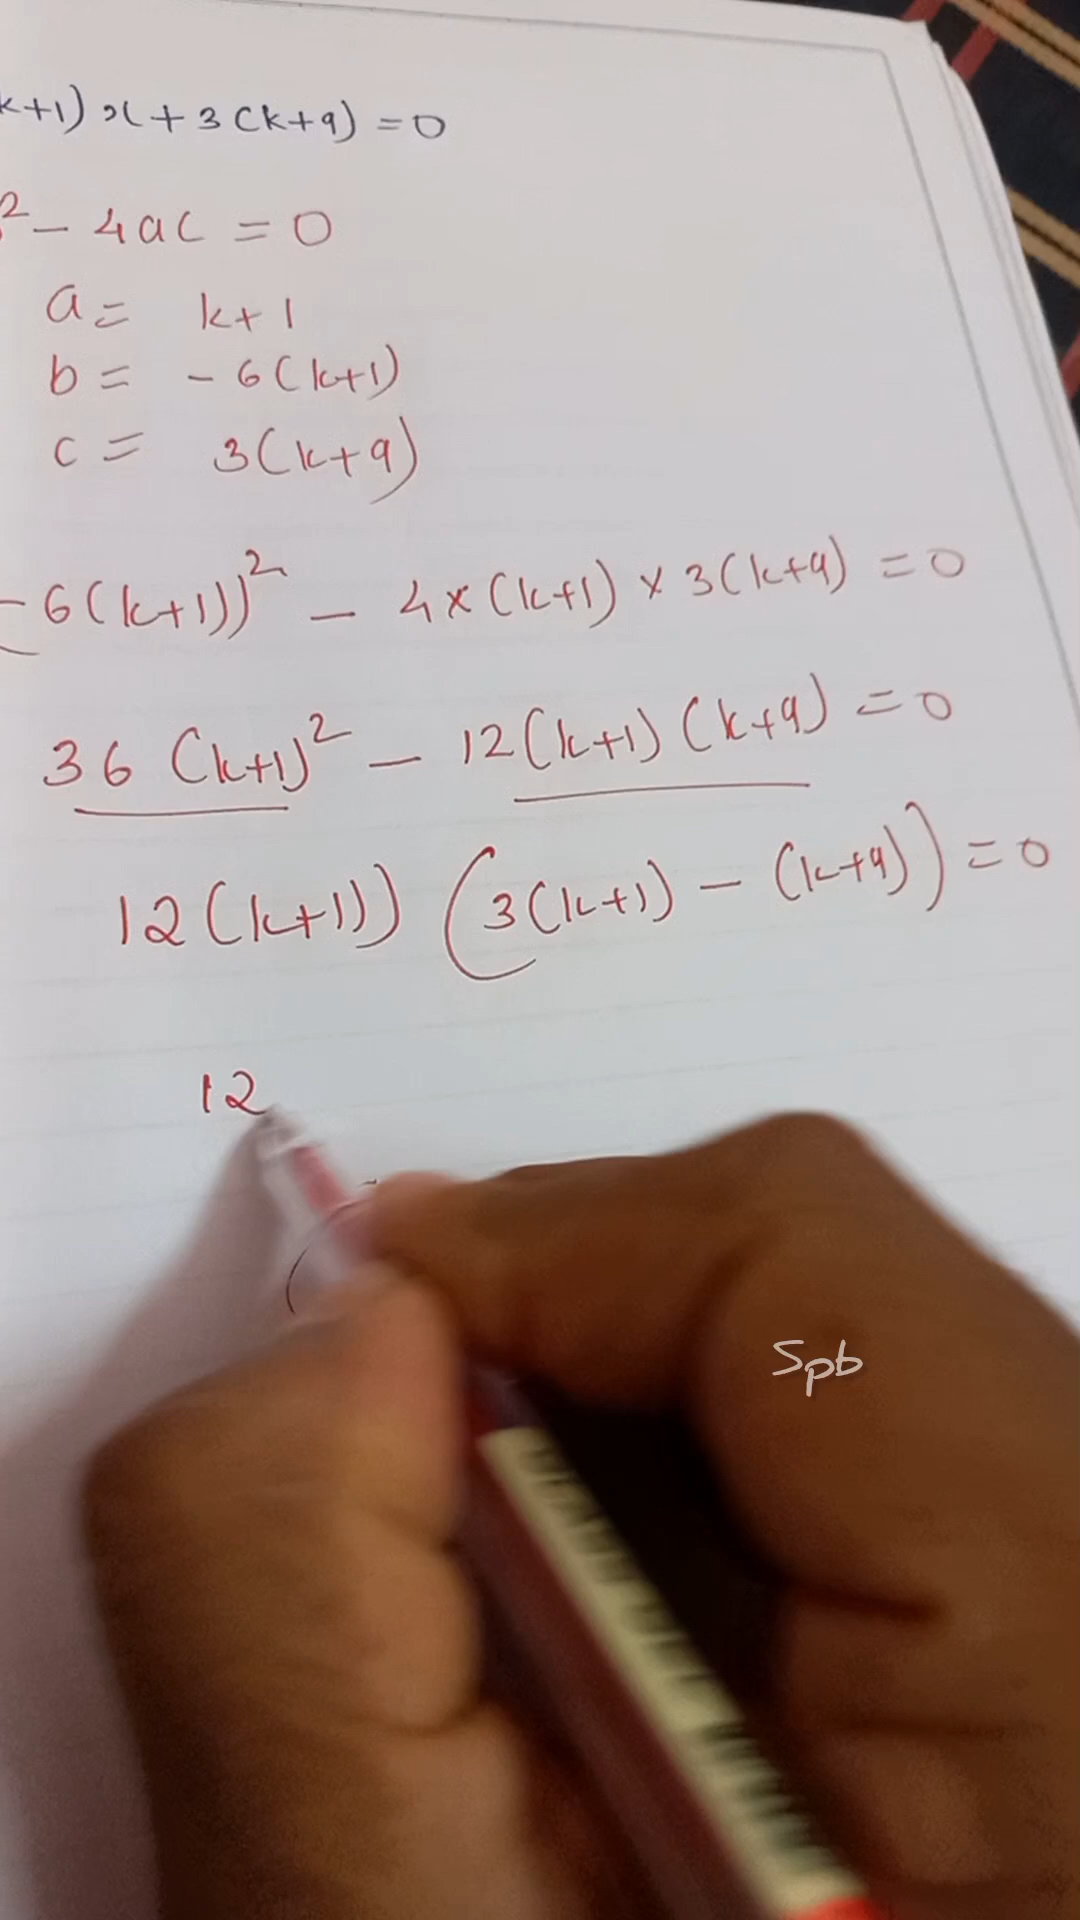 k+1) x + 3(k+9) = 0
2 - 4ac = 0
a = k+1
b = - 6(k+1)
c = 3(k+9)
-6(k+1))² - 4×(k+1) × 3(k+9) = 0
36 (k+1)² - 12(k+1) (k+9) = 0
12(k+1)) (3(k+1) - (k+9)) = 0
12
(
Spb